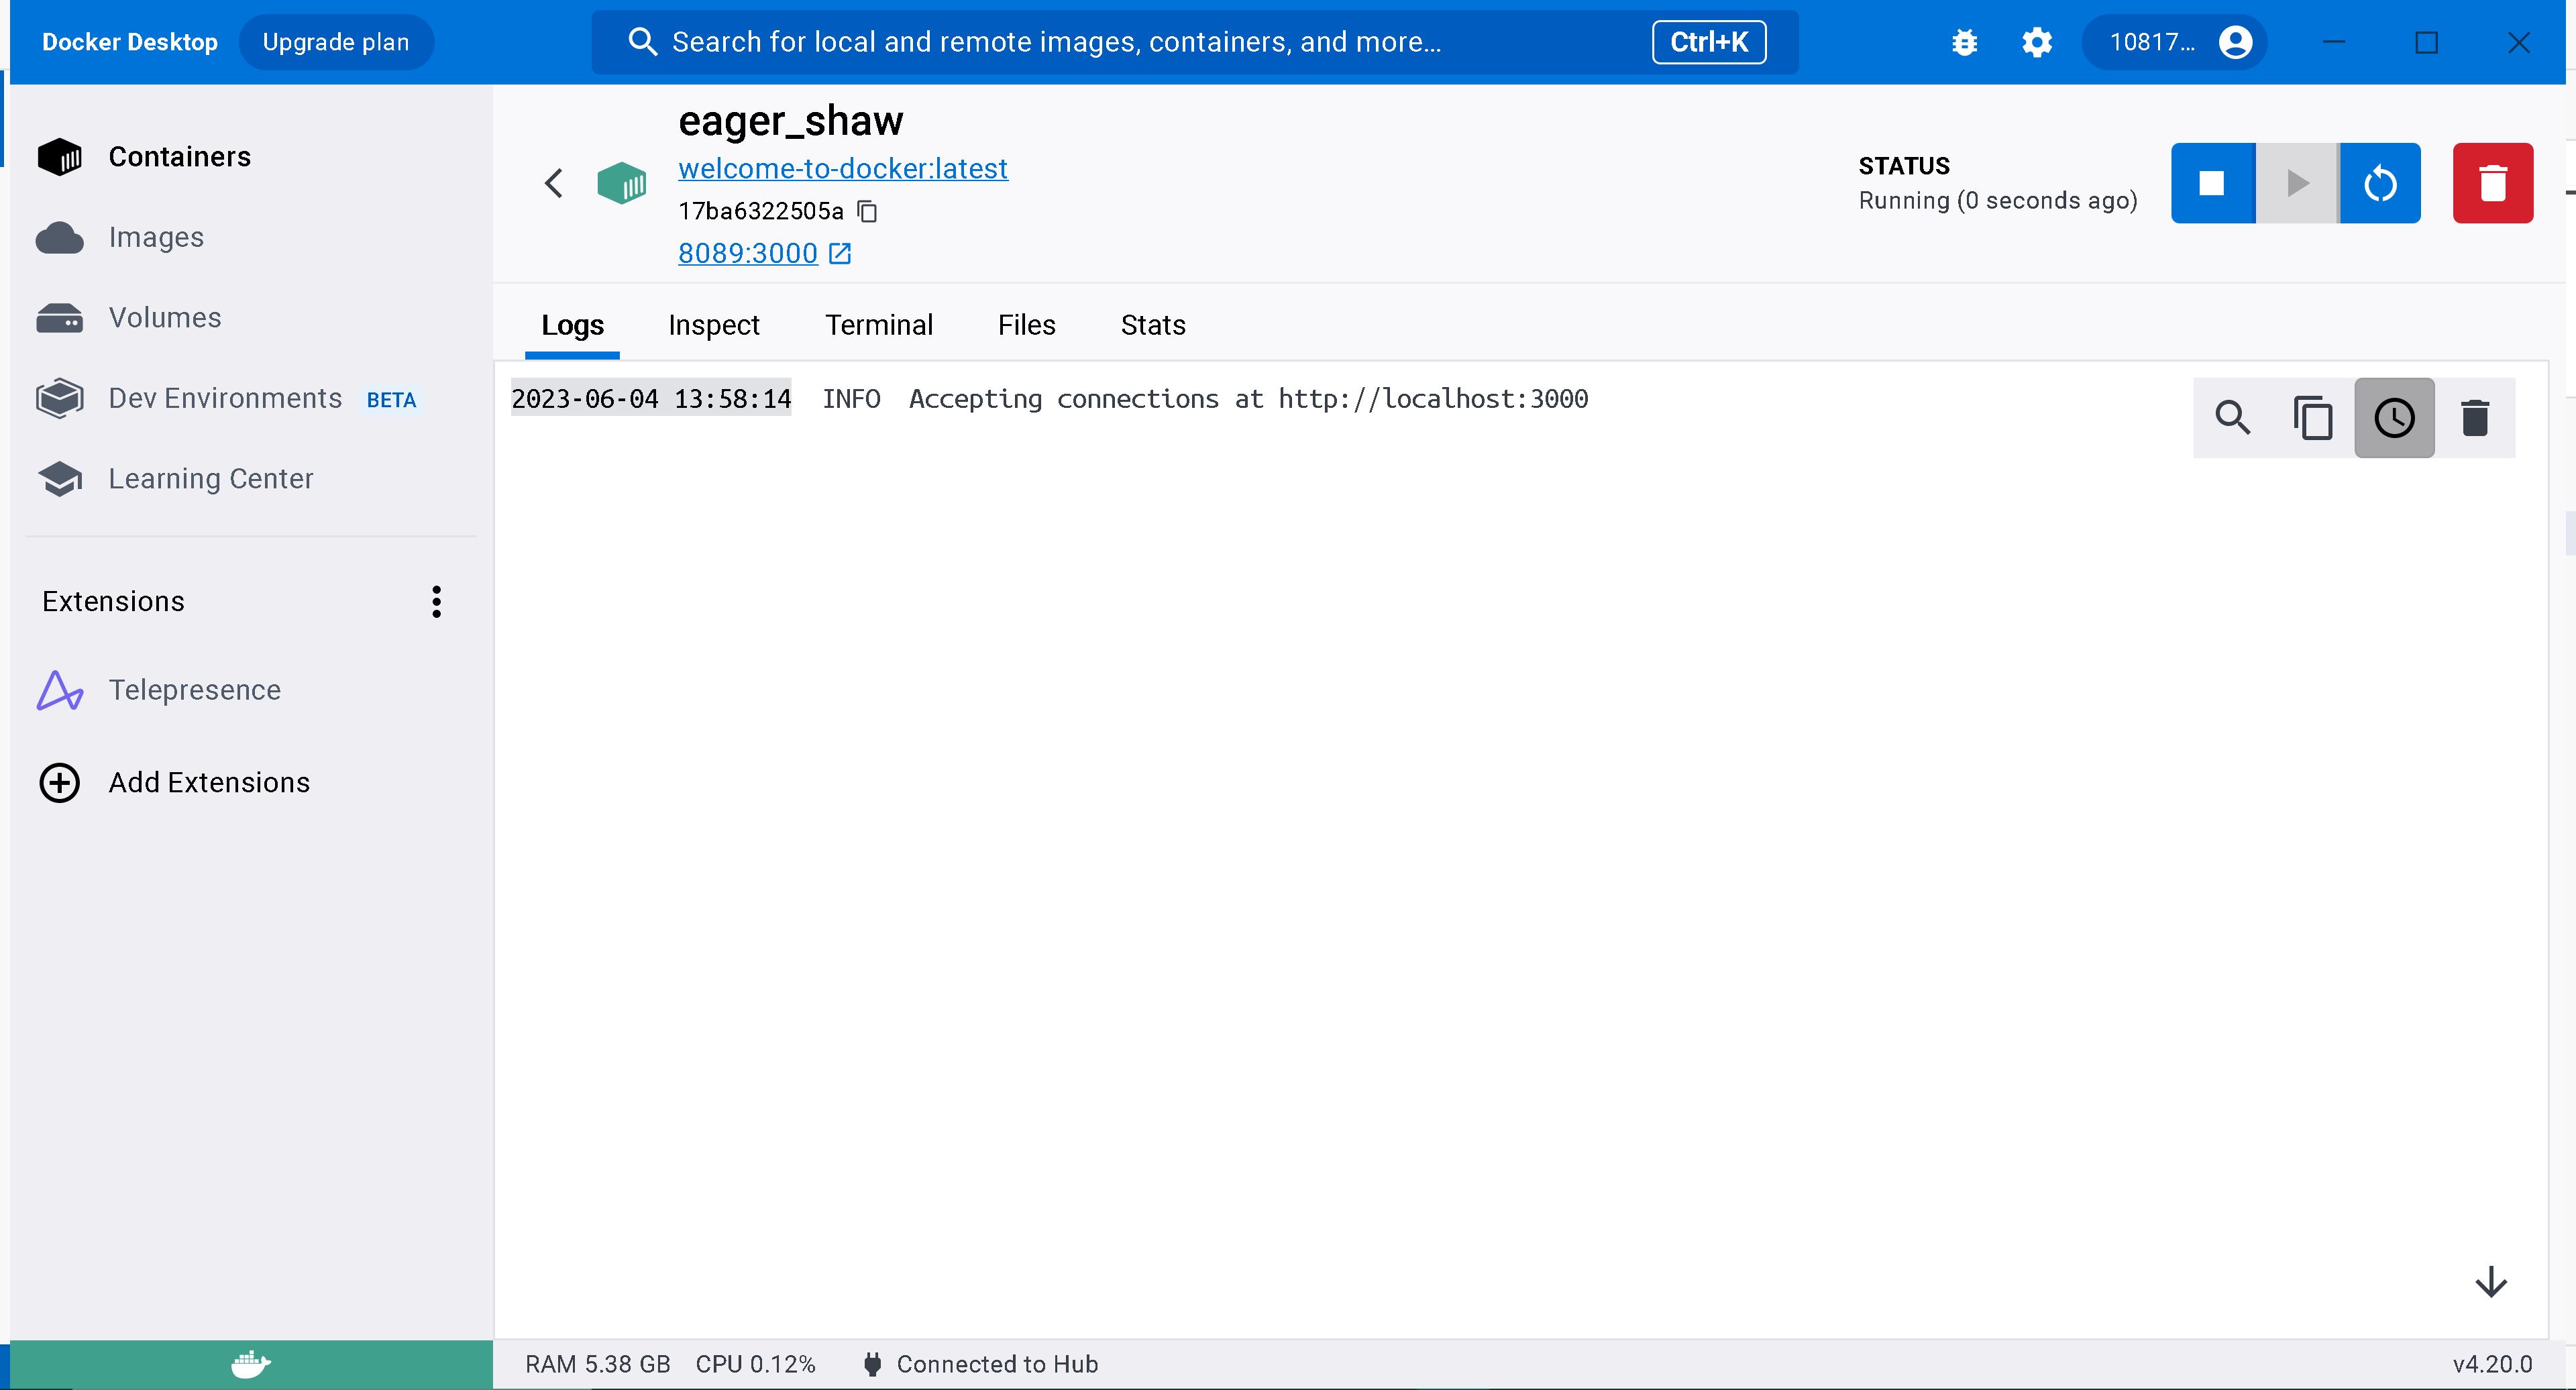 Docker Desktop
Upgrade plan
Search for local and remote images, containers, and more...
Ctrl+K
10817...
Containers
Images
Volumes
Dev Environments BETA
Learning Center
Extensions
Telepresence
Add Extensions
eager_shaw
welcome-to-docker:latest
17ba6322505a
8089:3000
STATUS
Running (0 seconds ago)
Logs Inspect Terminal Files Stats
2023-06-04 13:58:14 INFO Accepting connections at http://localhost:3000
RAM 5.38 GB CPU 0.12% Connected to Hub
v4.20.0